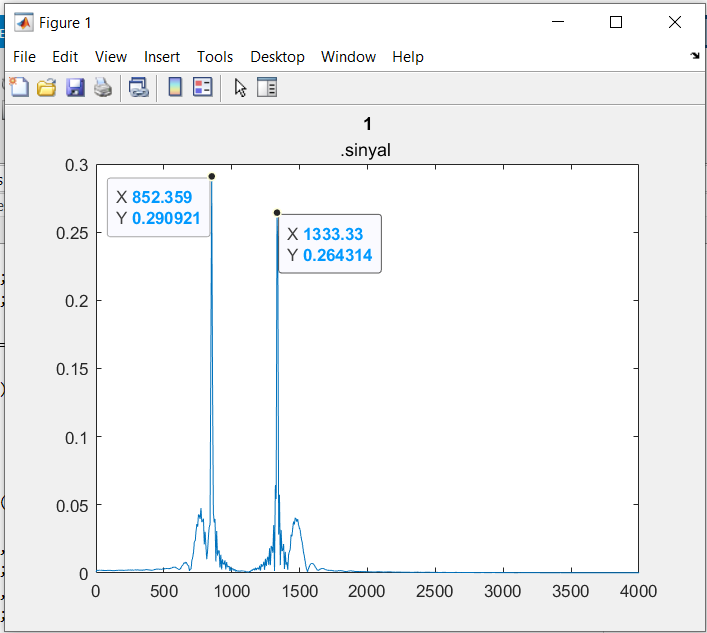 Figure 1
File Edit View Insert Tools Desktop Window Help
1
.sinyal
0.3
0.25
0.2
0.15
0.1
0.05
0
X 852.359
Y 0.290921
X 1333.33
Y 0.264314
0 500 1000 1500 2000 2500 3000 3500 4000